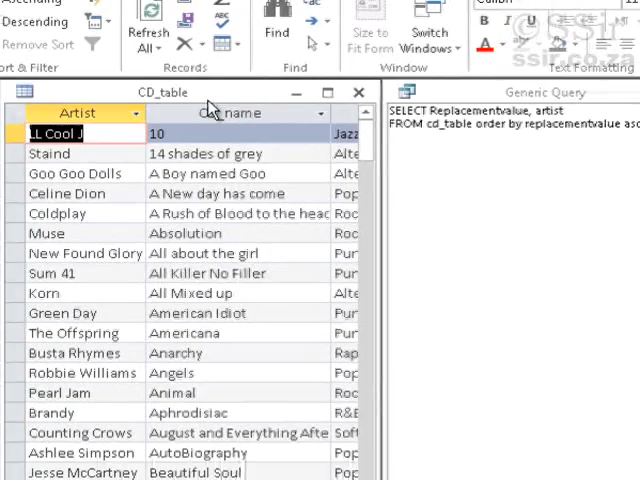 Descending
Remove Sort
rt & Filter
Refresh
All
Records
Find
Find
Size to
Fit Form
Switch
Windows
Window
B I U
A
Text Formatting
© SSir
ssir.co.za
CD_table
Artist name
LL Cool J 10 Jazz
Staind 14 shades of grey Alte
Goo Goo Dolls A Boy named Goo Alte
Celine Dion A New day has come Pop
Coldplay A Rush of Blood to the head Roc
Muse Absolution Roc
New Found Glory All about the girl Pun
Sum 41 All Killer No Filler Pun
Korn All Mixed up Alte
Green Day American Idiot Pun
The Offspring Americana Pun
Busta Rhymes Anarchy Rap
Robbie Williams Angels Pop
Pearl Jam Animal Roc
Brandy Aphrodisiac R&B
Counting Crows August and Everything Afte Soft
Ashlee Simpson AutoBiography Pop
Jesse McCartney Beautiful Soul Pop
Generic Query
SELECT Replacementvalue, artist
FROM cd_table order by replacementvalue asc